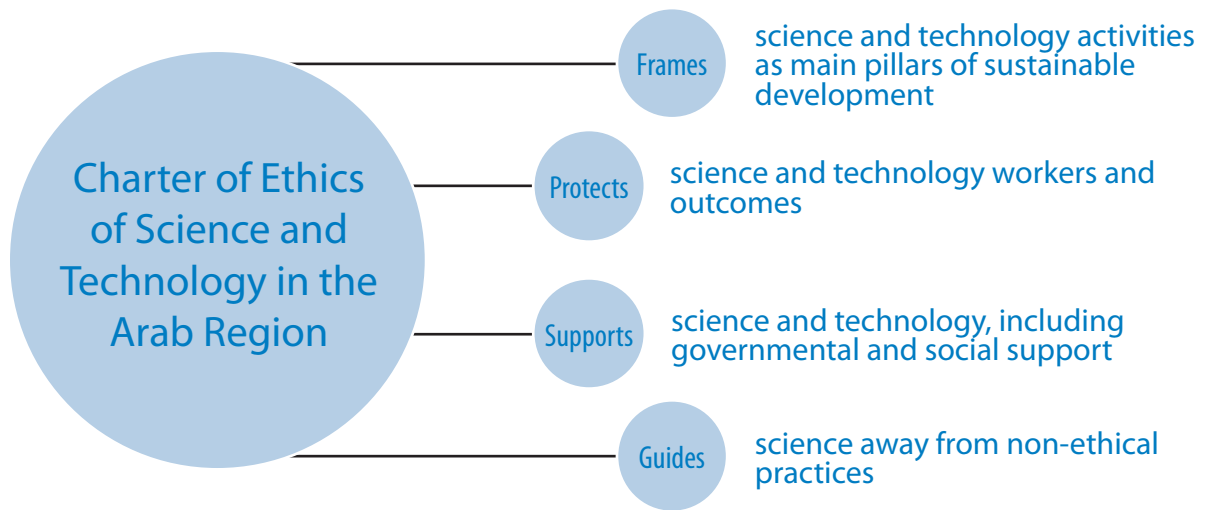 Charter of Ethics
of Science and
Technology in the
Arab Region
Frames
science and technology activities
as main pillars of sustainable
development
Protects
science and technology workers and
outcomes
Supports
science and technology, including
governmental and social support
Guides
science away from non-ethical
practices